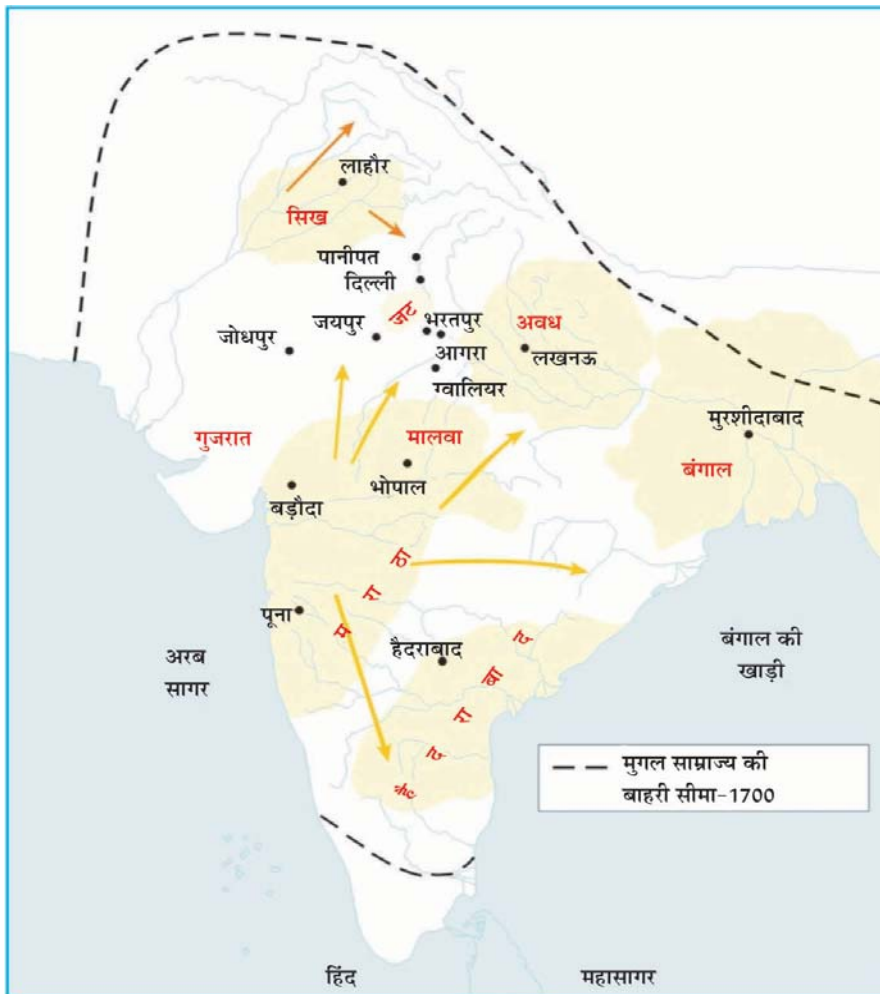 लाहौर
सिख
पानीपत
दिल्ली
जाट
भरतपुर
जयपुर
जोधपुर
अवध
लखनऊ
आगरा
ग्वालियर
मुरशीदाबाद
गुजरात
मालवा
बंगाल
भोपाल
बड़ौदा
मराठा
पूना
हैदराबाद
हैदराबाद
अरब
सागर
बंगाल की
खाड़ी
मुगल साम्राज्य की
बाहरी सीमा-1700
हिंद
महासागर